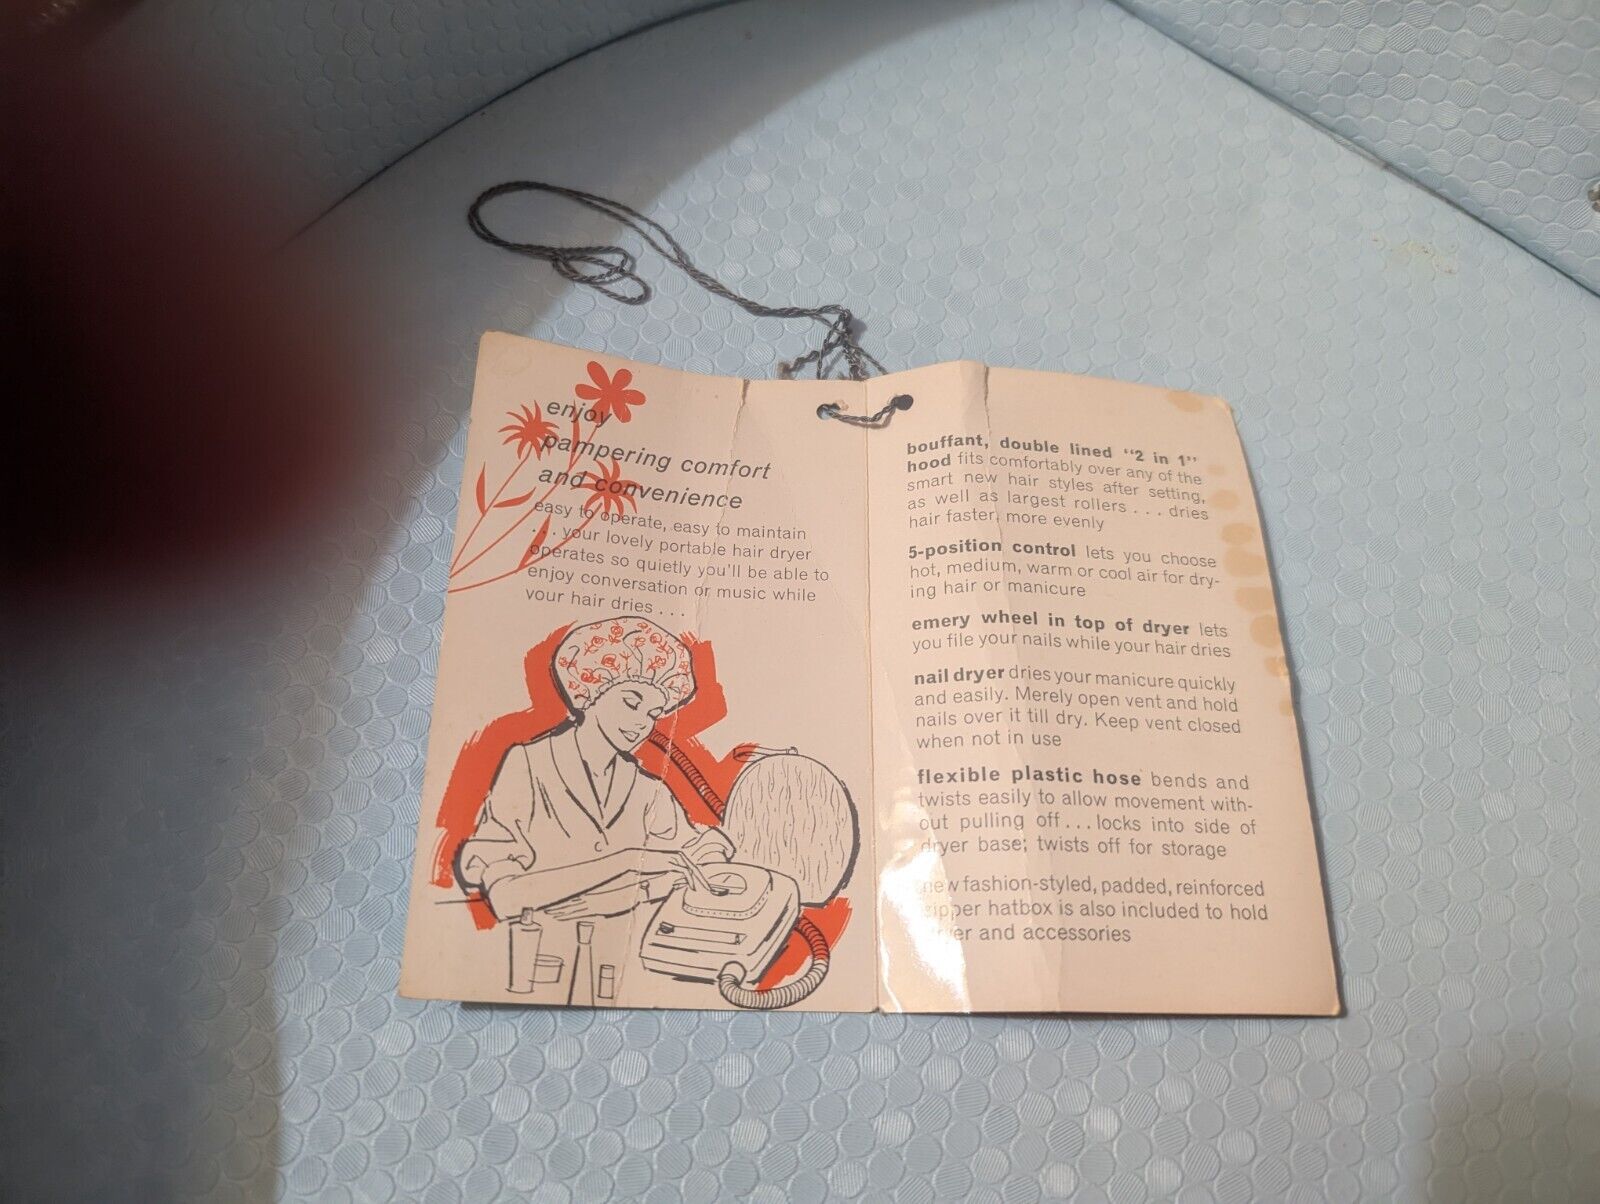 enjoy
pampering comfort
and convenience
easy to operate, easy to maintain
... your lovely portable hair dryer
operates so quietly you'll be able to
enjoy conversation or music while
your hair dries ...
bouffant, double lined "2 in 1"
hood fits comfortably over any of the
smart new hair styles after setting,
as well as largest rollers ... dries
hair faster, more evenly
5-position control lets you choose
hot, medium, warm or cool air for dry-
ing hair or manicure
emery wheel in top of dryer lets
you file your nails while your hair dries
nail dryer dries your manicure quickly
and easily. Merely open vent and hold
nails over it till dry. Keep vent closed
when not in use
flexible plastic hose bends and
twists easily to allow movement with-
out pulling off ... locks into side of
dryer base; twists off for storage
new fashion-styled, padded, reinforced
zipper hatbox is also included to hold
dryer and accessories